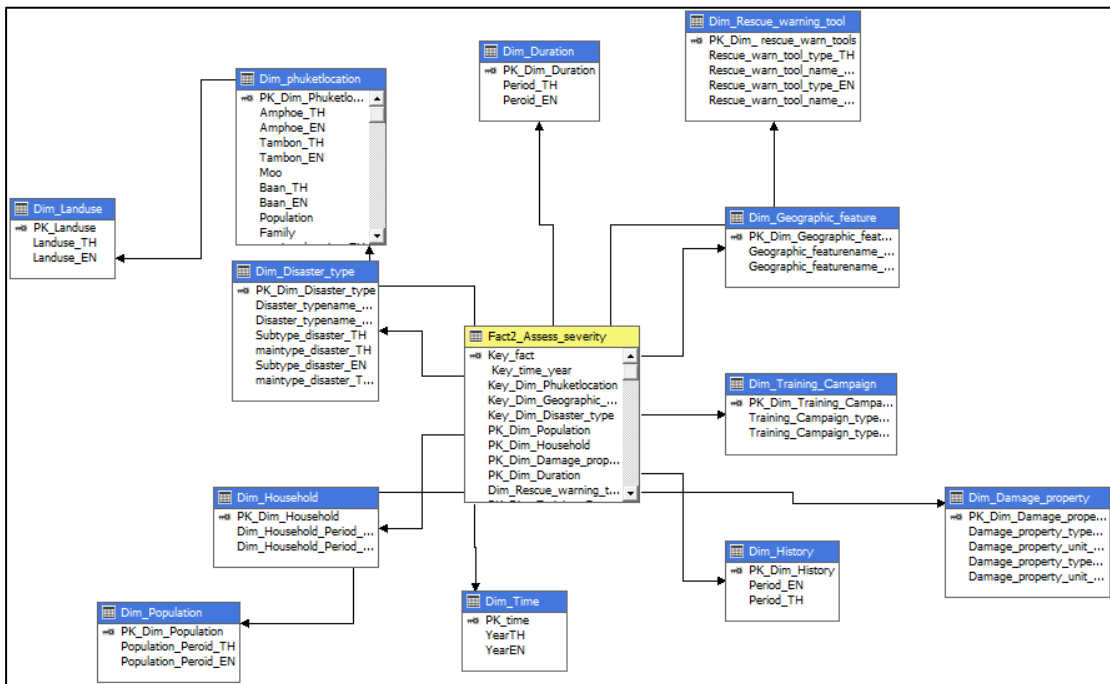 Dim_Rescue_warning_tool
PK_Dim_ rescue_warn_tools
Rescue_warn_tool_type_TH
Rescue_warn_tool_name_...
Rescue_warn_tool_type_EN
Rescue_warn_tool_name_...
Dim_Duration
PK_Dim_Duration
Period_TH
Peroid_EN
Dim_phuketlocation
PK_Dim_Phuketlo...
Amphoe_TH
Amphoe_EN
Tambon_TH
Tambon_EN
Moo
Baan_TH
Baan_EN
Population
Family
Dim_Landuse
PK_Landuse
Landuse_TH
Landuse_EN
Dim_Geographic_feature
PK_Dim_Geographic_feat...
Geographic_featurename_...
Geographic_featurename_...
Dim_Disaster_type
PK_Dim_Disaster_type
Disaster_typename_...
Disaster_typename_...
Subtype_disaster_TH
maintype_disaster_TH
Subtype_disaster_EN
maintype_disaster_T...
Fact2_Assess_severity
Key_fact
Key_time_year
Key_Dim_Phuketlocation
Key_Dim_Geographic_...
Key_Dim_Disaster_type
PK_Dim_Population
PK_Dim_Household
PK_Dim_Damage_prop...
PK_Dim_Duration
Dim_Rescue_warning_t...
Dim_Training_Campaign
PK_Dim_Training_Campa...
Training_Campaign_type...
Training_Campaign_type...
Dim_Household
PK_Dim_Household
Dim_Household_Period_...
Dim_Household_Period_...
Dim_Damage_property
PK_Dim_Damage_prope...
Damage_property_type...
Damage_property_unit_...
Damage_property_type...
Damage_property_unit_...
Dim_History
PK_Dim_History
Period_EN
Period_TH
Dim_Time
PK_time
YearTH
YearEN
Dim_Population
PK_Dim_Population
Population_Peroid_TH
Population_Peroid_EN